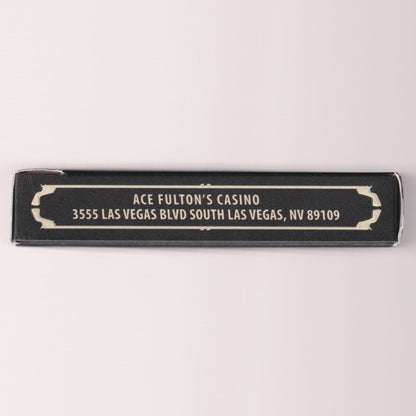 ACE FULTON'S CASINO
3555 LAS VEGAS BLVD SOUTH LAS VEGAS, NV 89109